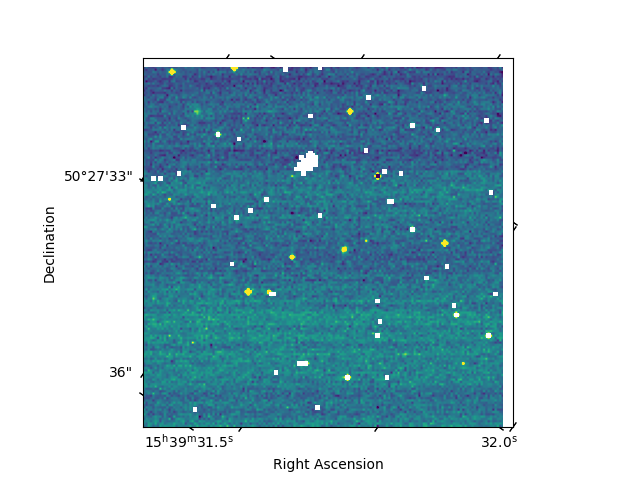 Declination
50°27'33"
36"
15ʰ39ᵐ31.5ˢ
32.0ˢ
Right Ascension